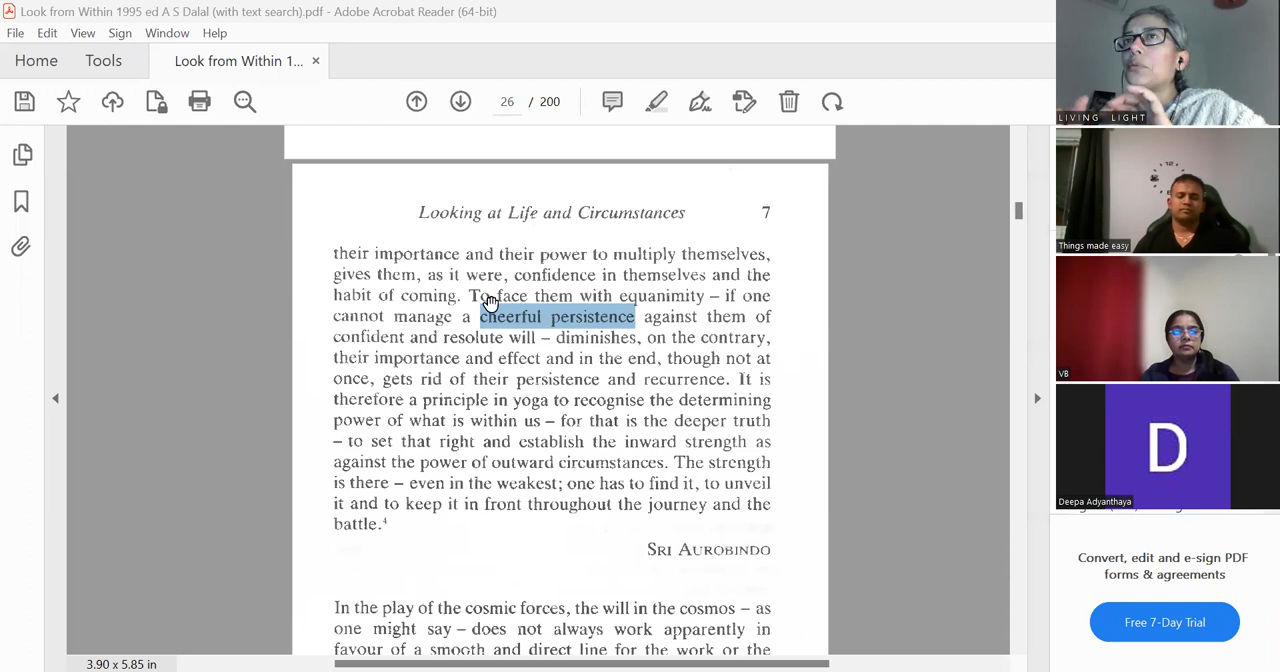 Look from Within 1995 ed A S Dalal (with text search).pdf - Adobe Acrobat Reader (64-bit)
File Edit View Sign Window Help
Home Tools Look from Within 1... ×
26 / 200
Looking at Life and Circumstances 7
their importance and their power to multiply themselves,
gives them, as it were, confidence in themselves and the
habit of coming. To face them with equanimity – if one
cannot manage a cheerful persistence against them of
confident and resolute will – diminishes, on the contrary,
their importance and effect and in the end, though not at
once, gets rid of their persistence and recurrence. It is
therefore a principle in yoga to recognise the determining
power of what is within us – for that is the deeper truth
– to set that right and establish the inward strength as
against the power of outward circumstances. The strength
is there – even in the weakest; one has to find it, to unveil
it and to keep it in front throughout the journey and the
battle.⁴
SRI AUROBINDO
In the play of the cosmic forces, the will in the cosmos – as
one might say – does not always work apparently in
favour of a smooth and direct line for the work or the
3.90 x 5.85 in
LIVING LIGHT
Things made easy
VB
D
Deepa Adyanthaya
Convert, edit and e-sign PDF
forms & agreements
Free 7-Day Trial